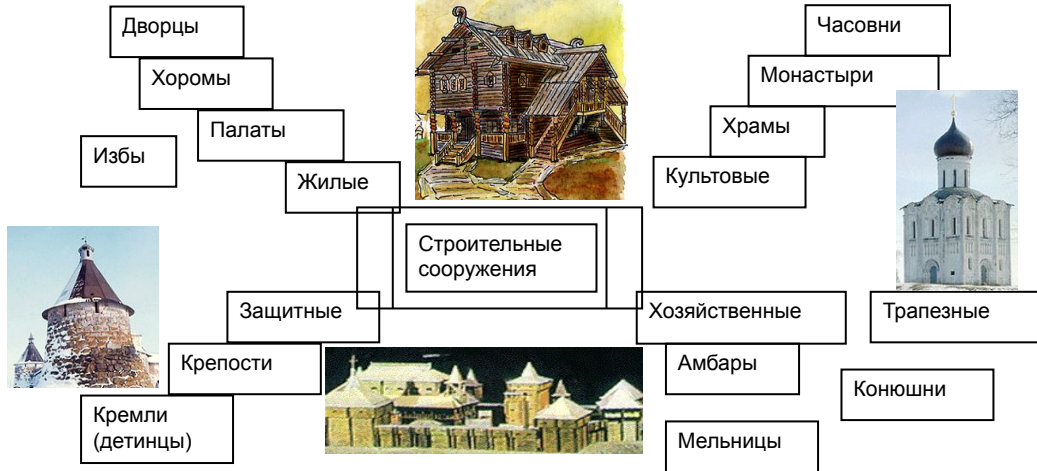 Дворцы
Хоромы
Палаты
Избы
Жилые
Часовни
Монастыри
Храмы
Культовые
Строительные
сооружения
Защитные
Крепости
Кремли
(детинцы)
Хозяйственные
Трапезные
Амбары
Конюшни
Мельницы